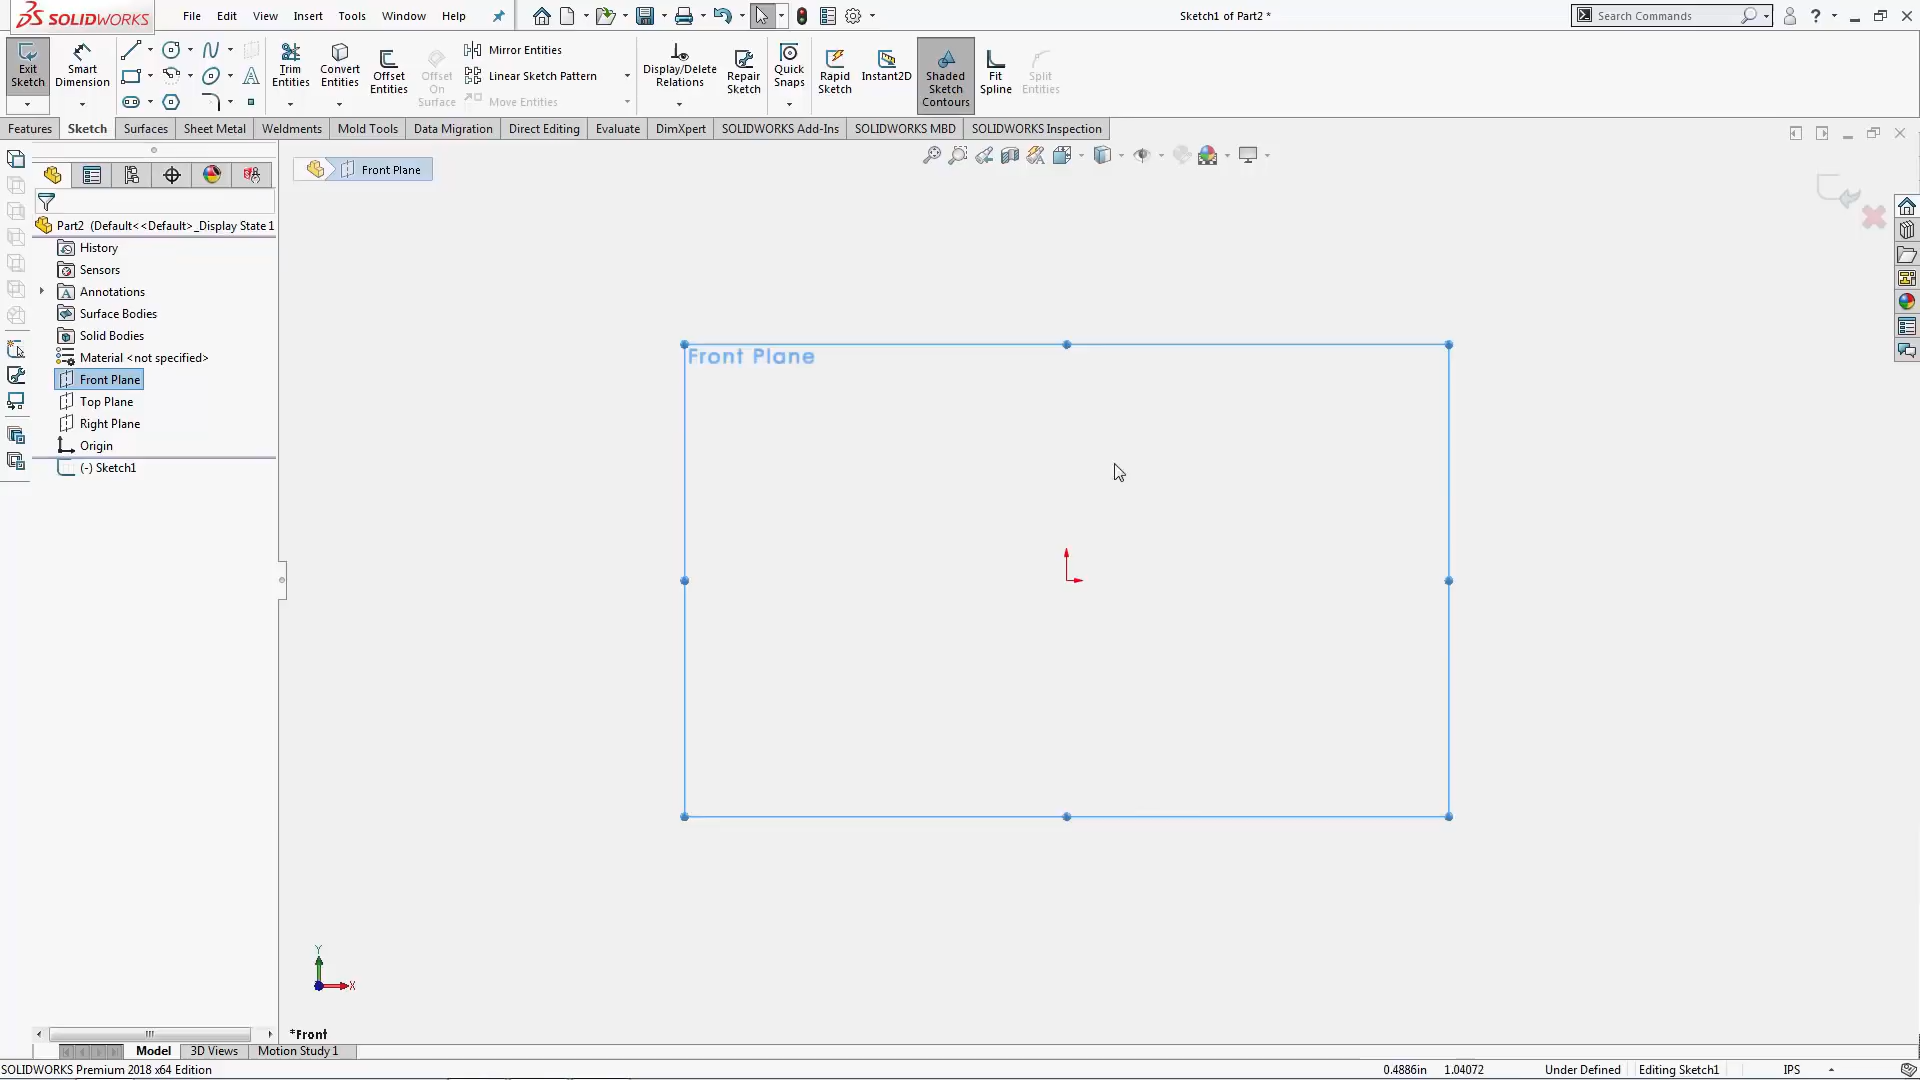 SOLIDWORKS File Edit View Insert Tools Window Help Sketch1 of Part2 * Search Commands ?
Exit Sketch Smart Dimension Trim Entities Convert Entities Offset Entities Offset On Surface Mirror Entities Display/Delete Relations Repair Sketch Quick Snaps Rapid Sketch Instant2D Shaded Sketch Contours Fit Spline Split Entities
Linear Sketch Pattern
Move Entities
Features Sketch Surfaces Sheet Metal Weldments Mold Tools Data Migration Direct Editing Evaluate DimXpert SOLIDWORKS Add-Ins SOLIDWORKS MBD SOLIDWORKS Inspection
Front Plane
Part2 (Default<<Default>_Display State 1
History
Sensors
Annotations
Surface Bodies
Solid Bodies
Material <not specified>
Front Plane
Front Plane
Top Plane
Right Plane
Origin
(-) Sketch1
Y
X
*Front
Model 3D Views Motion Study 1
SOLIDWORKS Premium 2018 x64 Edition 0.4886in 1.04072 Under Defined Editing Sketch1 IPS